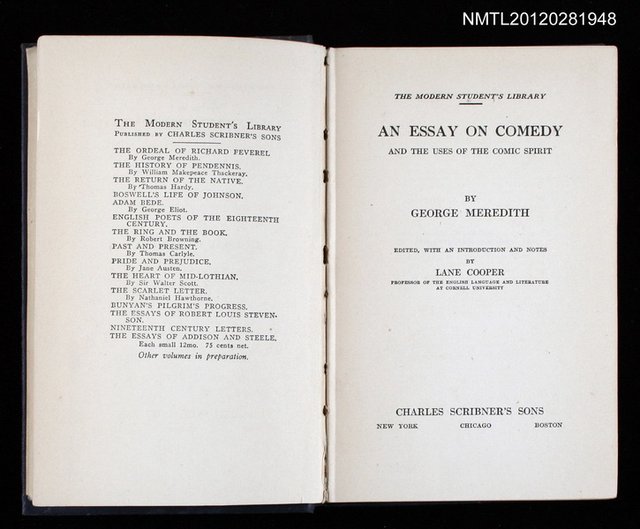 NMTL20120281948
THE MODERN STUDENT'S LIBRARY
PUBLISHED BY CHARLES SCRIBNER'S SONS
THE ORDEAL OF RICHARD FEVEREL
By George Meredith.
THE HISTORY OF PENDENNIS.
By William Makepeace Thackeray.
THE RETURN OF THE NATIVE.
By Thomas Hardy.
BOSWELL'S LIFE OF JOHNSON.
ADAM BEDE.
By George Eliot.
ENGLISH POETS OF THE EIGHTEENTH
CENTURY.
THE RING AND THE BOOK.
By Robert Browning.
PAST AND PRESENT.
By Thomas Carlyle.
PRIDE AND PREJUDICE.
By Jane Austen.
THE HEART OF MID-LOTHIAN.
By Sir Walter Scott.
THE SCARLET LETTER.
By Nathaniel Hawthorne.
BUNYAN'S PILGRIM'S PROGRESS.
THE ESSAYS OF ROBERT LOUIS STEVEN-
SON.
NINETEENTH CENTURY LETTERS.
THE ESSAYS OF ADDISON AND STEELE.
Each small 12mo. 75 cents net.
Other volumes in preparation.
THE MODERN STUDENT'S LIBRARY
AN ESSAY ON COMEDY
AND THE USES OF THE COMIC SPIRIT
BY
GEORGE MEREDITH
EDITED, WITH AN INTRODUCTION AND NOTES
BY
LANE COOPER
PROFESSOR OF THE ENGLISH LANGUAGE AND LITERATURE
AT CORNELL UNIVERSITY
CHARLES SCRIBNER'S SONS
NEW YORK CHICAGO BOSTON